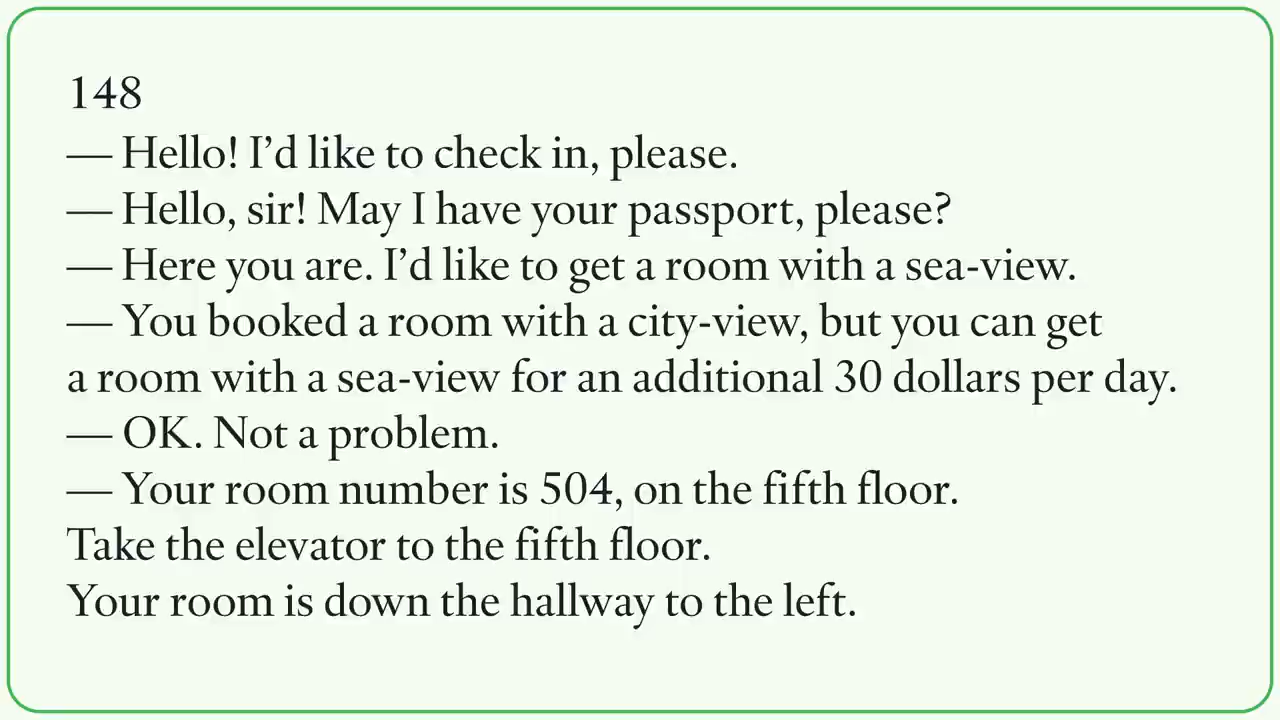 148
— Hello! I’d like to check in, please.
— Hello, sir! May I have your passport, please?
— Here you are. I’d like to get a room with a sea-view.
— You booked a room with a city-view, but you can get
a room with a sea-view for an additional 30 dollars per day.
— OK. Not a problem.
— Your room number is 504, on the fifth floor.
Take the elevator to the fifth floor.
Your room is down the hallway to the left.